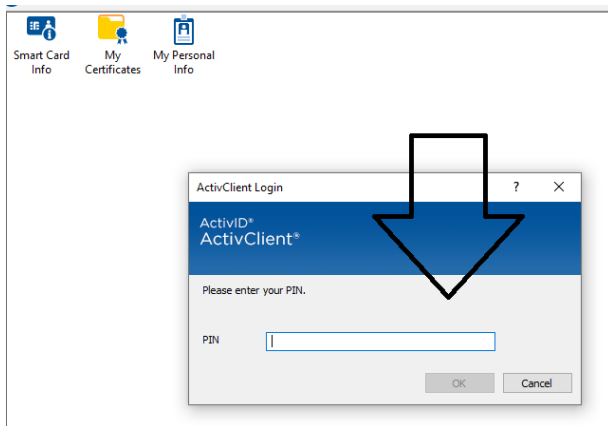 Smart Card Info
My Certificates
My Personal Info
ActivClient Login
?
ActivID®
ActivClient®
Please enter your PIN.
PIN
OK
Cancel